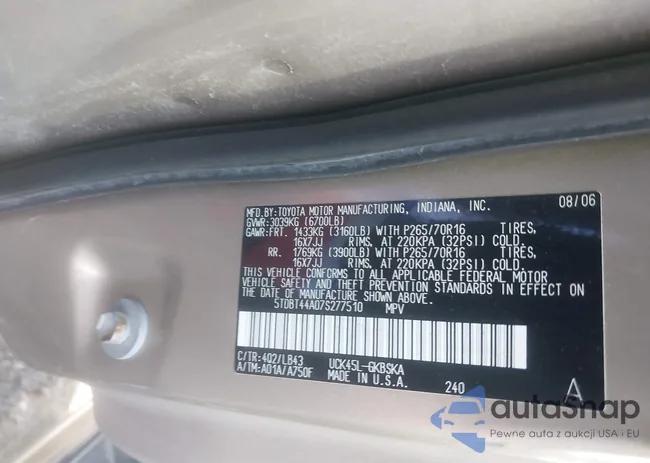 MFD.BY:TOYOTA MOTOR MANUFACTURING, INDIANA, INC. 08/06
GVWR:3039KG (6700LB)
GAWR:FRT. 1433KG (3160LB) WITH P265/70R16 TIRES,
16X7JJ RIMS, AT 220KPA (32PSI) COLD.
RR. 1769KG (3900LB) WITH P265/70R16 TIRES,
16X7JJ RIMS, AT 220KPA (32PSI) COLD.
THIS VEHICLE CONFORMS TO ALL APPLICABLE FEDERAL MOTOR
VEHICLE SAFETY AND THEFT PREVENTION STANDARDS IN EFFECT ON
THE DATE OF MANUFACTURE SHOWN ABOVE.
5TDBT44A07S277510 MPV
C/TR:4Q2/LB43 UCK45L-GKBSKA
A/TM:A01A/A750F MADE IN U.S.A. 240 A
autoSnap
Pewne auta z aukcji USA i EU